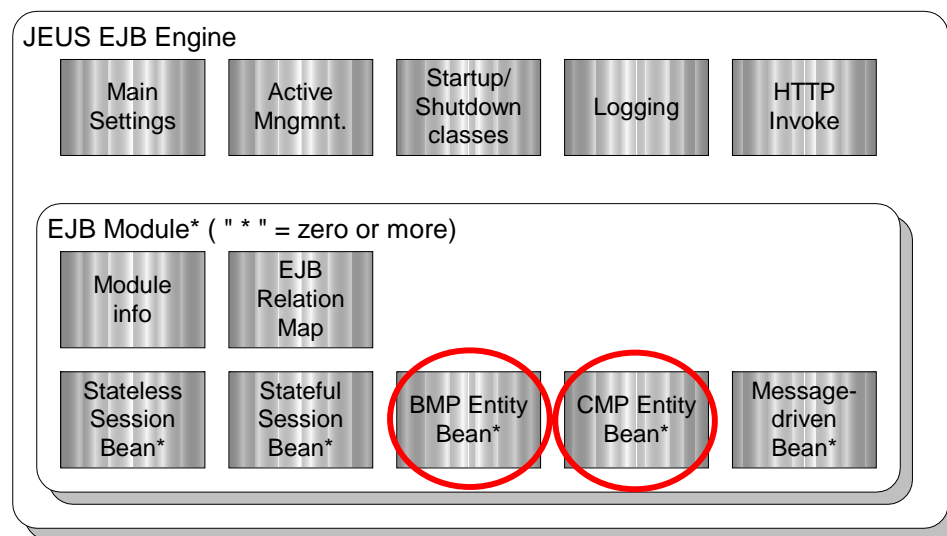 JEUS EJB Engine
Main
Settings
Active
Mngmnt.
Startup/
Shutdown
classes
Logging
HTTP
Invoke
EJB Module* ( " * " = zero or more)
Module
info
EJB
Relation
Map
Stateless
Session
Bean*
Stateful
Session
Bean*
BMP Entity
Bean*
CMP Entity
Bean*
Message-
driven
Bean*